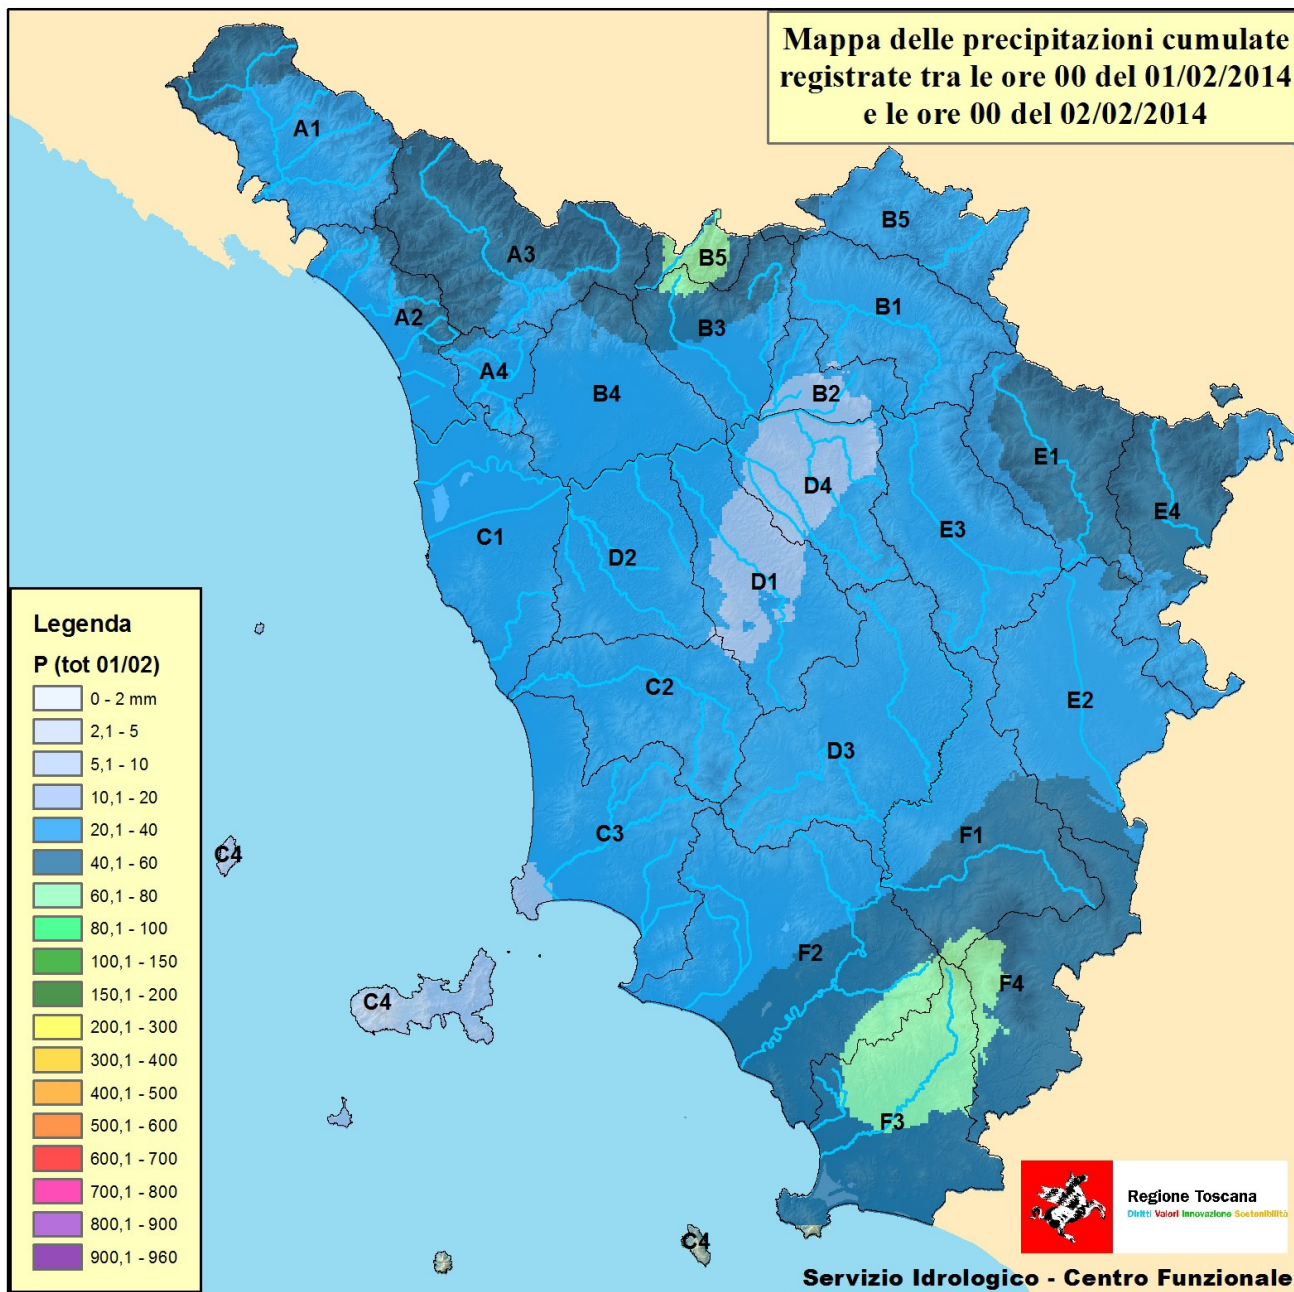 Mappa delle precipitazioni cumulate
registrate tra le ore 00 del 01/02/2014
e le ore 00 del 02/02/2014
A1
B5
A3
B5
B1
A2
B3
A4
B2
B4
E1
D4
E4
C1
E3
D2
D1
C2
E2
D3
C3
F1
C4
F2
F4
C4
F3
C4
Legenda
P (tot 01/02)
0 - 2 mm
2,1 - 5
5,1 - 10
10,1 - 20
20,1 - 40
40,1 - 60
60,1 - 80
80,1 - 100
100,1 - 150
150,1 - 200
200,1 - 300
300,1 - 400
400,1 - 500
500,1 - 600
600,1 - 700
700,1 - 800
800,1 - 900
900,1 - 960
Regione Toscana
Diritti Valori Innovazione Sostenibilità
Servizio Idrologico - Centro Funzionale